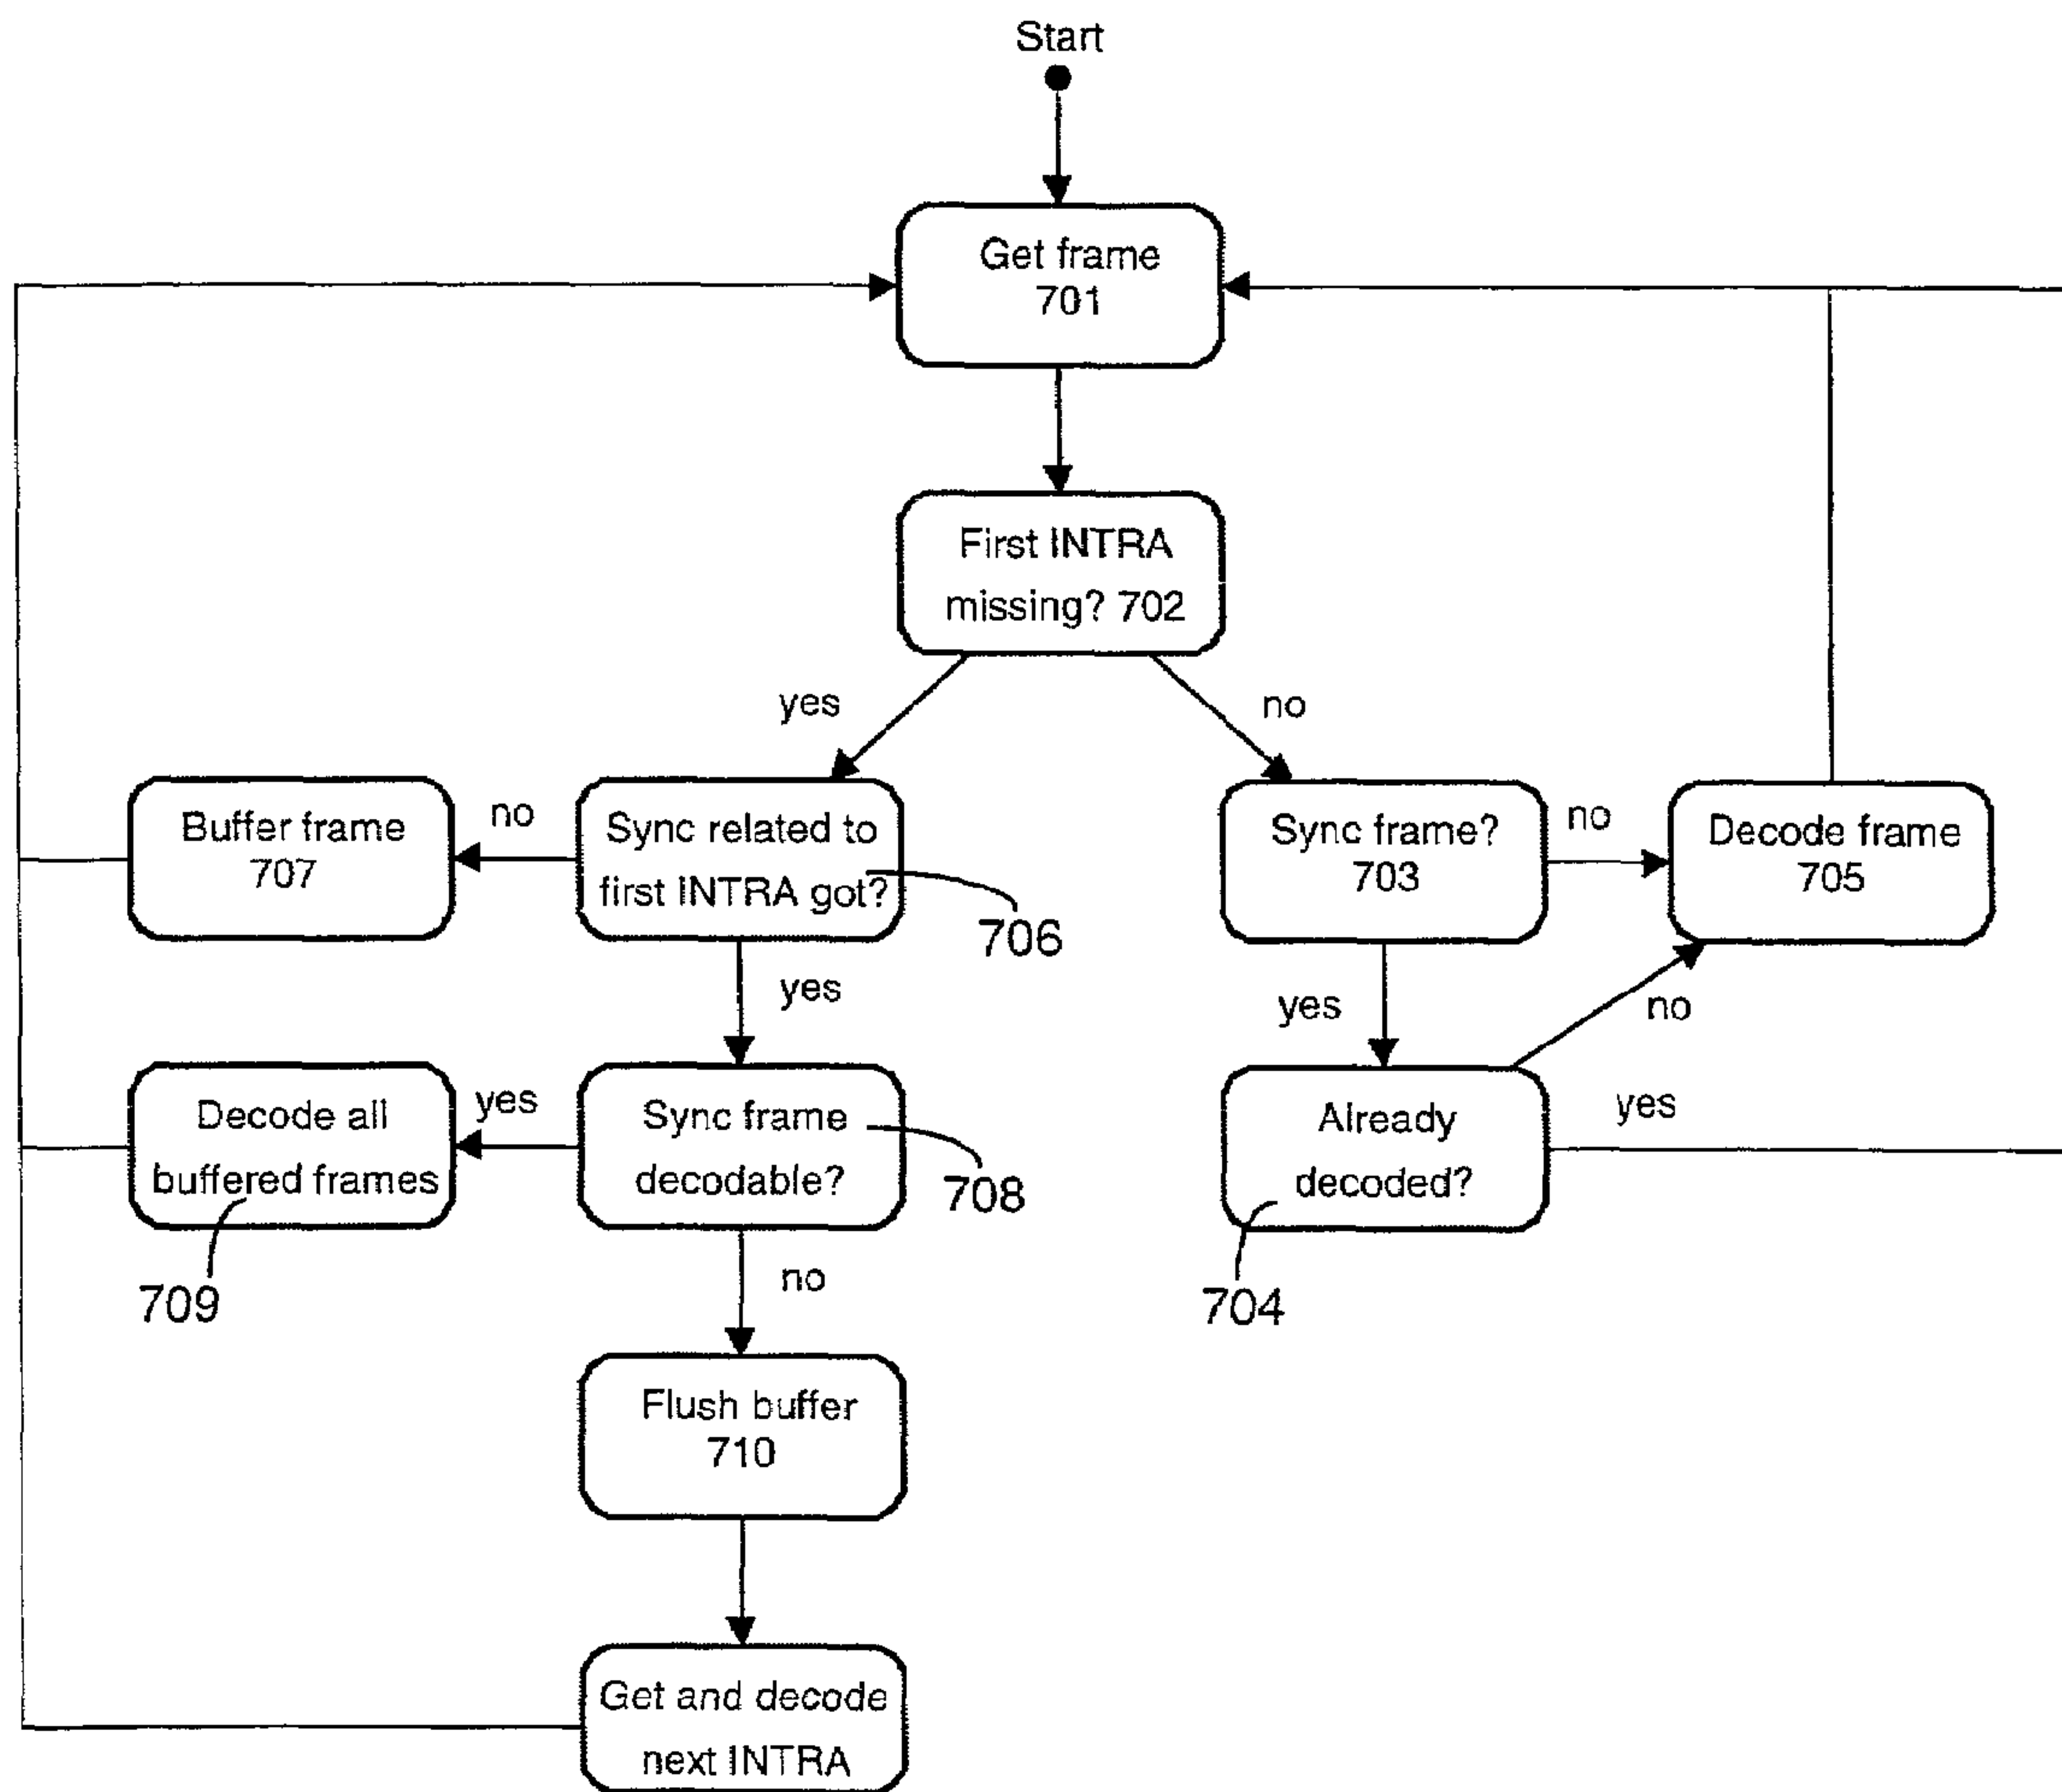 Start
Get frame
701
First INTRA
missing? 702
yes
no
Buffer frame
707
no
Sync related to
first INTRA got?
706
Sync frame?
703
no
Decode frame
705
yes
yes
no
Decode all
buffered frames
709
yes
Sync frame
decodable?
708
Already
decoded?
704
yes
no
Flush buffer
710
Get and decode
next INTRA